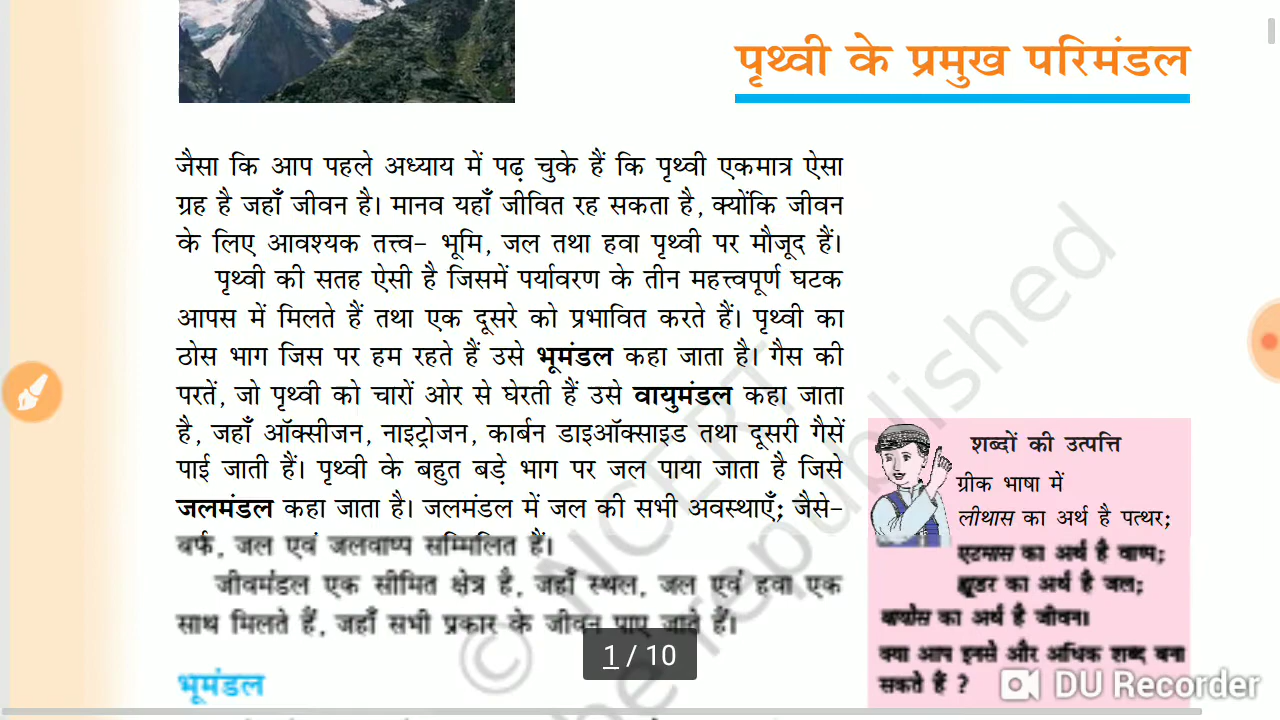 पृथ्वी के प्रमुख परिमंडल
जैसा कि आप पहले अध्याय में पढ़ चुके हैं कि पृथ्वी एकमात्र ऐसा
ग्रह है जहाँ जीवन है। मानव यहाँ जीवित रह सकता है, क्योंकि जीवन
के लिए आवश्यक तत्त्व– भूमि, जल तथा हवा पृथ्वी पर मौजूद हैं।
पृथ्वी की सतह ऐसी है जिसमें पर्यावरण के तीन महत्त्वपूर्ण घटक
आपस में मिलते हैं तथा एक दूसरे को प्रभावित करते हैं। पृथ्वी का
ठोस भाग जिस पर हम रहते हैं उसे भूमंडल कहा जाता है। गैस की
परतें, जो पृथ्वी को चारों ओर से घेरती हैं उसे वायुमंडल कहा जाता
है, जहाँ ऑक्सीजन, नाइट्रोजन, कार्बन डाइऑक्साइड तथा दूसरी गैसें
पाई जाती हैं। पृथ्वी के बहुत बड़े भाग पर जल पाया जाता है जिसे
जलमंडल कहा जाता है। जलमंडल में जल की सभी अवस्थाएँ; जैसे–
बर्फ, जल एवं जलवाष्प सम्मिलित हैं।
जीवमंडल एक सीमित क्षेत्र है, जहाँ स्थल, जल एवं हवा एक
साथ मिलते हैं, जहाँ सभी प्रकार के जीवन पाए जाते हैं।
भूमंडल
शब्दों की उत्पत्ति
ग्रीक भाषा में
लीथास का अर्थ है पत्थर;
एटमास का अर्थ है वाष्प;
ह्यूडर का अर्थ है जल;
बायोस का अर्थ है जीवन।
क्या आप इनसे और अधिक शब्द बना
सकते हैं ?
© NCERT
republished
1 / 10
DU Recorder